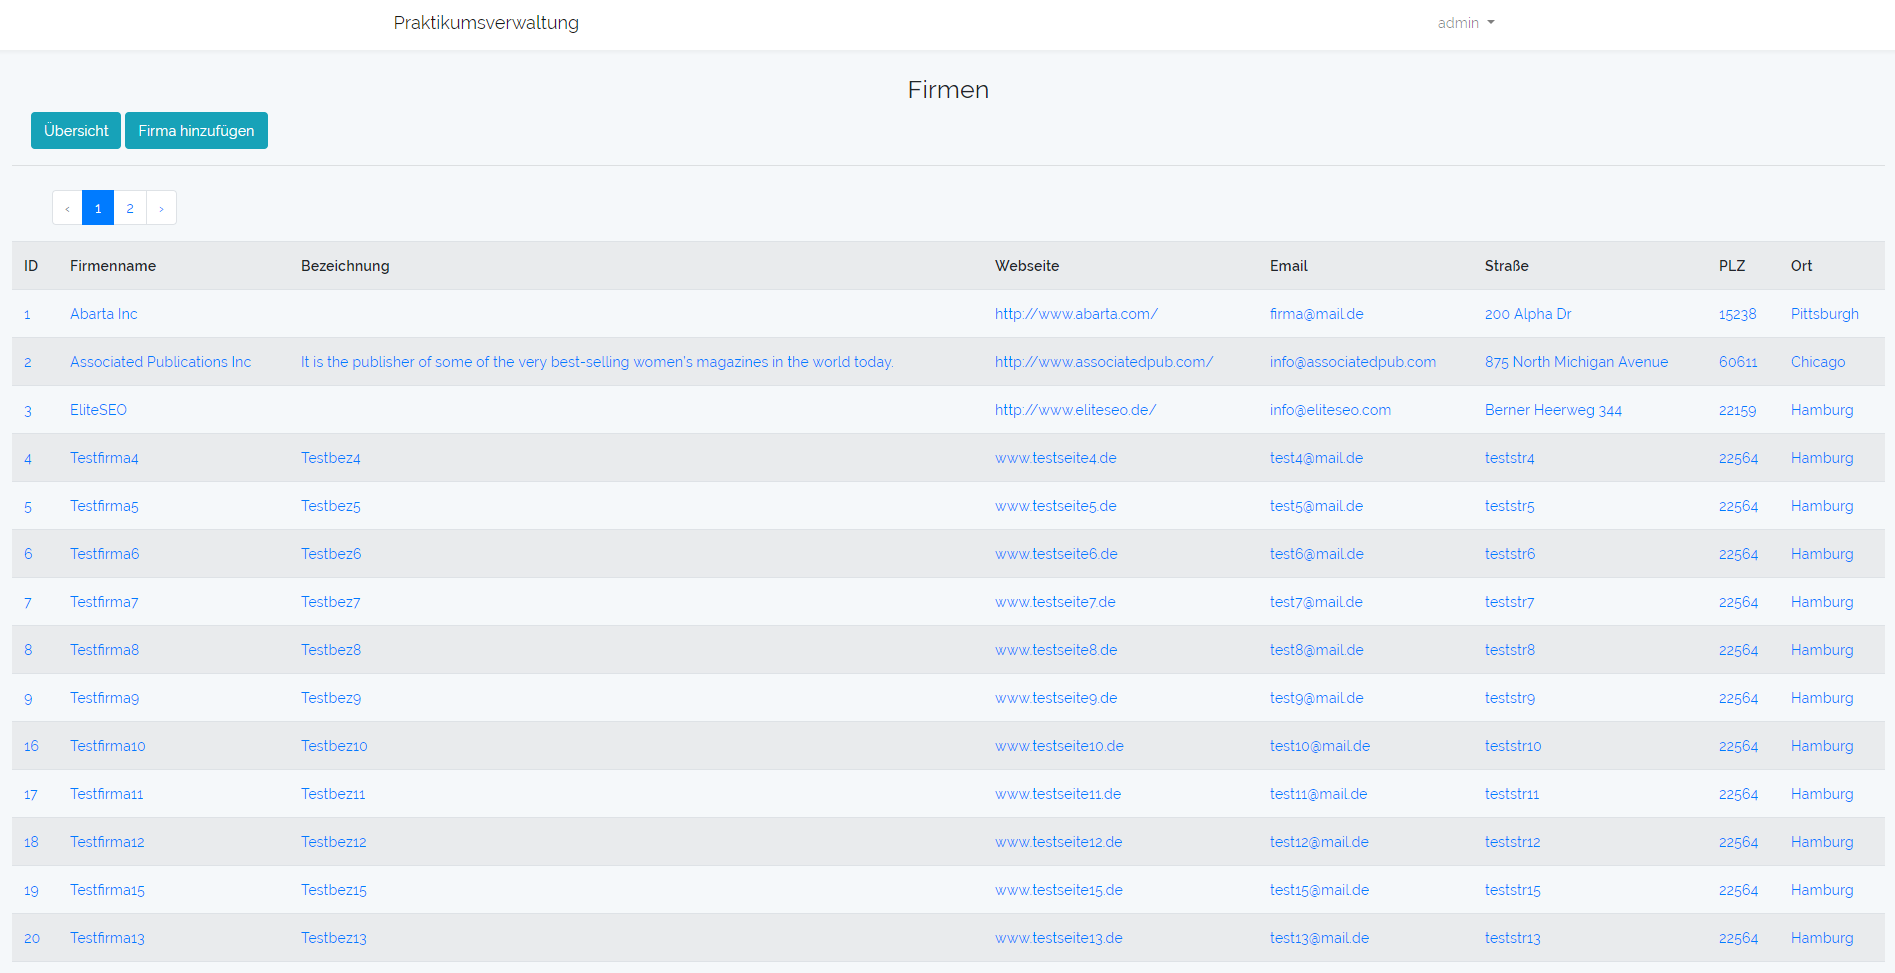 Praktikumsverwaltung admin
Firmen
Übersicht Firma hinzufügen
‹ 1 2 ›
ID Firmenname Bezeichnung Webseite Email Straße PLZ Ort
1 Abarta Inc http://www.abarta.com/ firma@mail.de 200 Alpha Dr 15238 Pittsburgh
2 Associated Publications Inc It is the publisher of some of the very best-selling women's magazines in the world today. http://www.associatedpub.com/ info@associatedpub.com 875 North Michigan Avenue 60611 Chicago
3 EliteSEO http://www.eliteseo.de/ info@eliteseo.com Berner Heerweg 344 22159 Hamburg
4 Testfirma4 Testbez4 www.testseite4.de test4@mail.de teststr4 22564 Hamburg
5 Testfirma5 Testbez5 www.testseite5.de test5@mail.de teststr5 22564 Hamburg
6 Testfirma6 Testbez6 www.testseite6.de test6@mail.de teststr6 22564 Hamburg
7 Testfirma7 Testbez7 www.testseite7.de test7@mail.de teststr7 22564 Hamburg
8 Testfirma8 Testbez8 www.testseite8.de test8@mail.de teststr8 22564 Hamburg
9 Testfirma9 Testbez9 www.testseite9.de test9@mail.de teststr9 22564 Hamburg
16 Testfirma10 Testbez10 www.testseite10.de test10@mail.de teststr10 22564 Hamburg
17 Testfirma11 Testbez11 www.testseite11.de test11@mail.de teststr11 22564 Hamburg
18 Testfirma12 Testbez12 www.testseite12.de test12@mail.de teststr12 22564 Hamburg
19 Testfirma15 Testbez15 www.testseite15.de test15@mail.de teststr15 22564 Hamburg
20 Testfirma13 Testbez13 www.testseite13.de test13@mail.de teststr13 22564 Hamburg